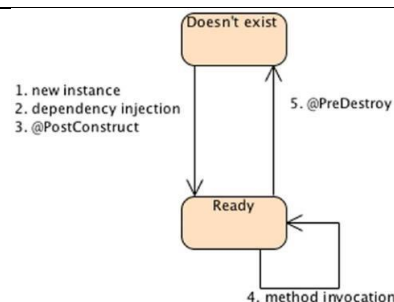 Doesn't exist
1. new instance
2. dependency injection
3. @PostConstruct
5. @PreDestroy
Ready
4. method invocation